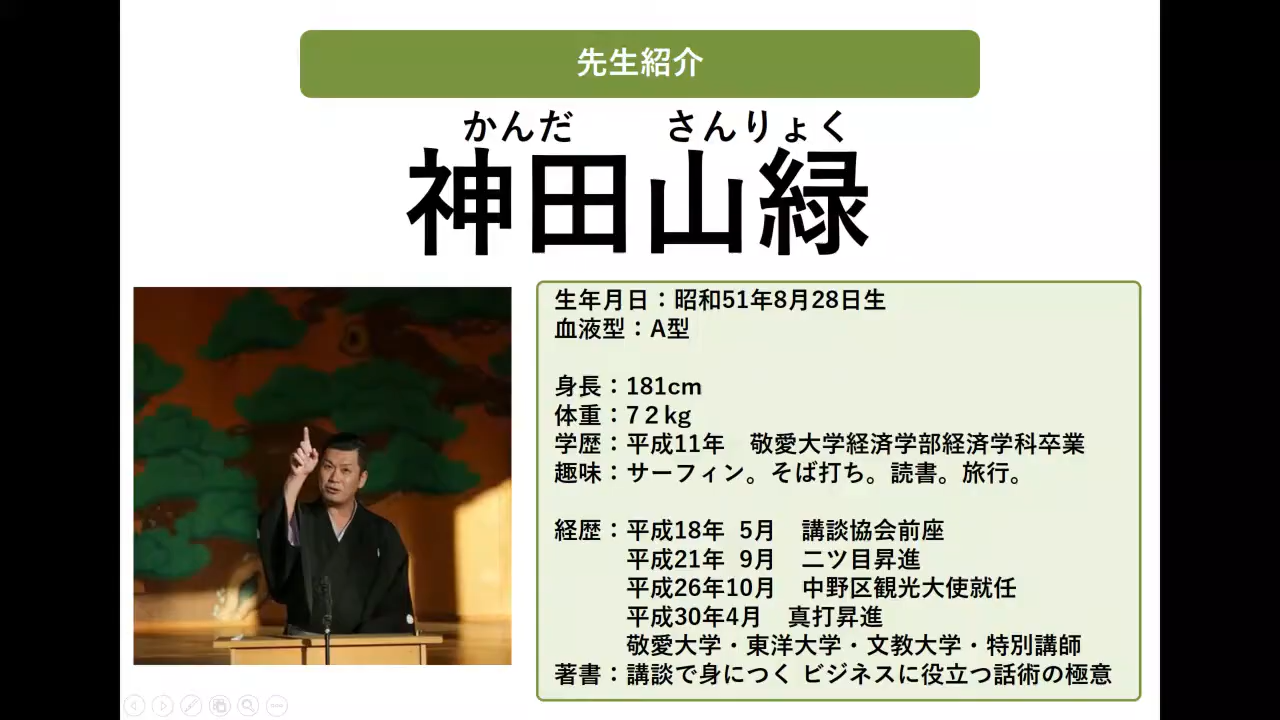 先生紹介
かんだ さんりょく
神田山緑
生年月日：昭和51年8月28日生
血液型：A型
身長：181cm
体重：7２kg
学歴：平成11年　敬愛大学経済学部経済学科卒業
趣味：サーフィン。そば打ち。読書。旅行。
経歴：平成18年 5月　講談協会前座
平成21年 9月　二ツ目昇進
平成26年10月　中野区観光大使就任
平成30年4月　真打昇進
敬愛大学・東洋大学・文教大学・特別講師
著書：講談で身につく ビジネスに役立つ話術の極意